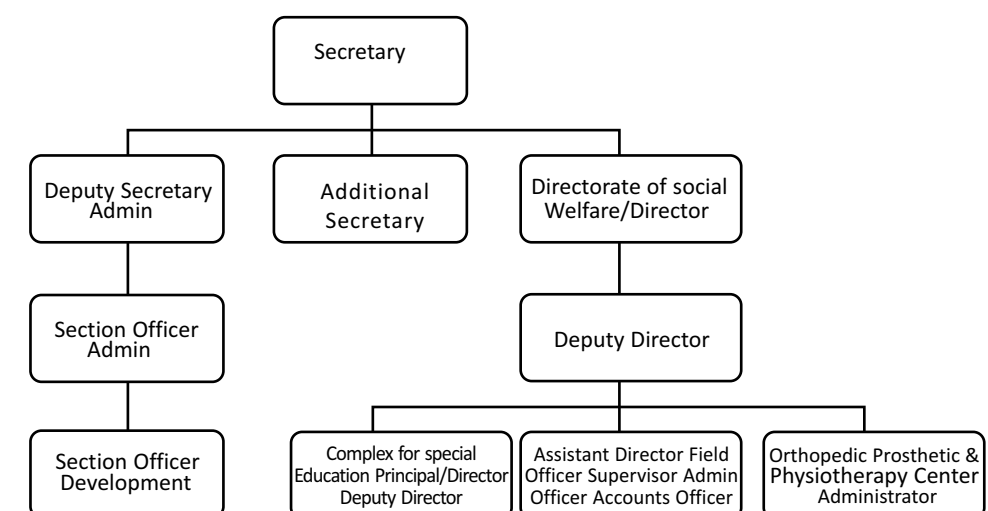 Secretary
Deputy Secretary
Admin
Additional
Secretary
Directorate of social
Welfare/Director
Section Officer
Admin
Deputy Director
Section Officer
Development
Complex for special
Education Principal/Director
Deputy Director
Assistant Director Field
Officer Supervisor Admin
Officer Accounts Officer
Orthopedic Prosthetic &
Physiotherapy Center
Administrator